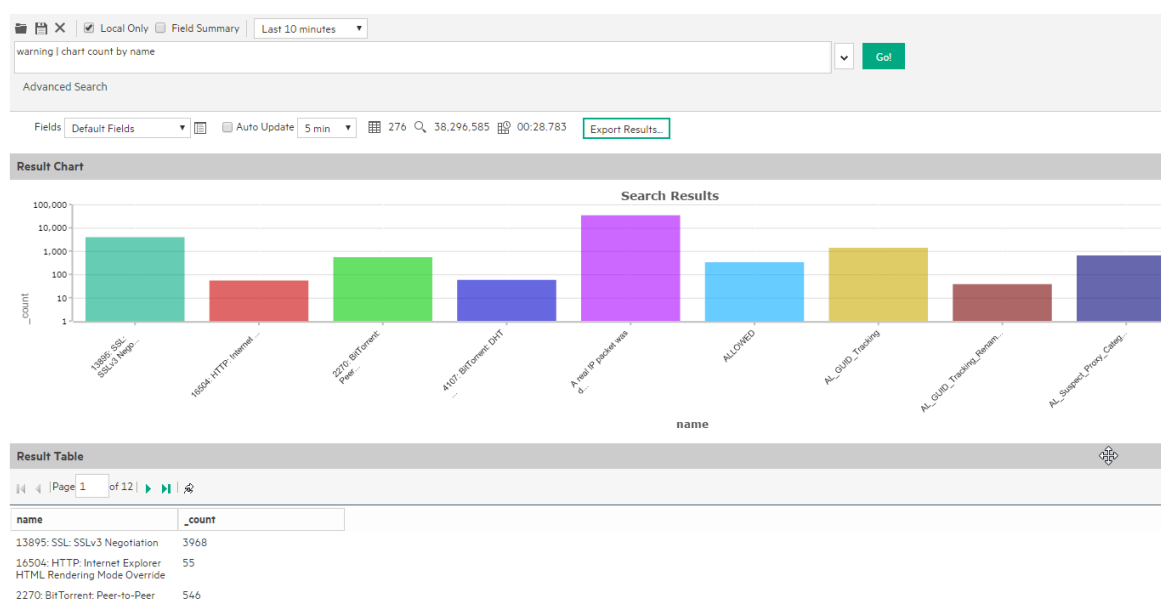 Local Only Field Summary Last 10 minutes
warning | chart count by name
Go!
Advanced Search
Fields Default Fields Auto Update 5 min 276 38,296,585 00:28.783 Export Results...
Result Chart
Search Results
100,000
10,000
1,000
100
10
1
_count
13895: SSL:
SSLv3 Nego...
16504: HTTP: Internet ...
2270: BitTorrent:
Peer...
4107: BitTorrent: DHT
...
A real IP packet was
d...
ALLOWED
AL_GUID_Tracking
AL_GUID_Tracking_Renam...
AL_Suspect_Proxy_Categ...
name
Result Table
Page 1 of 12
name _count
13895: SSL: SSLv3 Negotiation 3968
16504: HTTP: Internet Explorer 55
HTML Rendering Mode Override
2270: BitTorrent: Peer-to-Peer 546